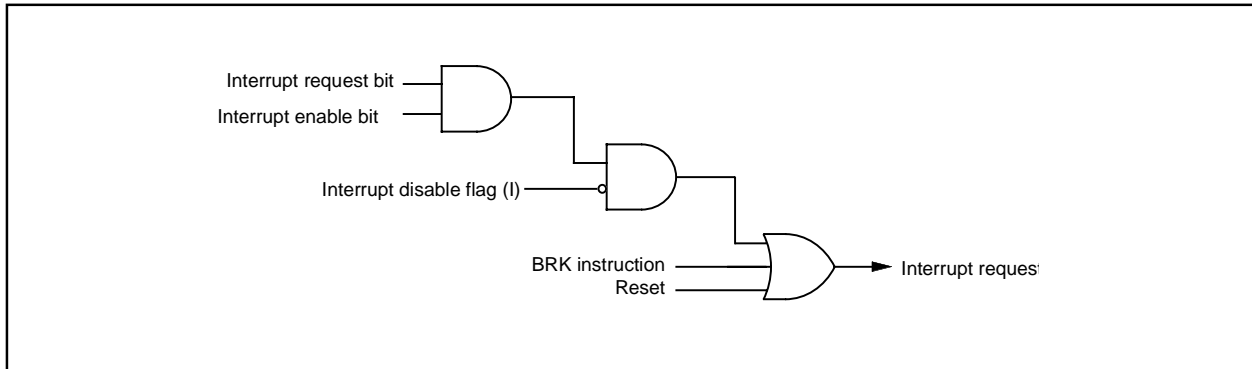 Interrupt request bit
Interrupt enable bit
Interrupt disable flag (I)
BRK instruction
Reset
Interrupt request